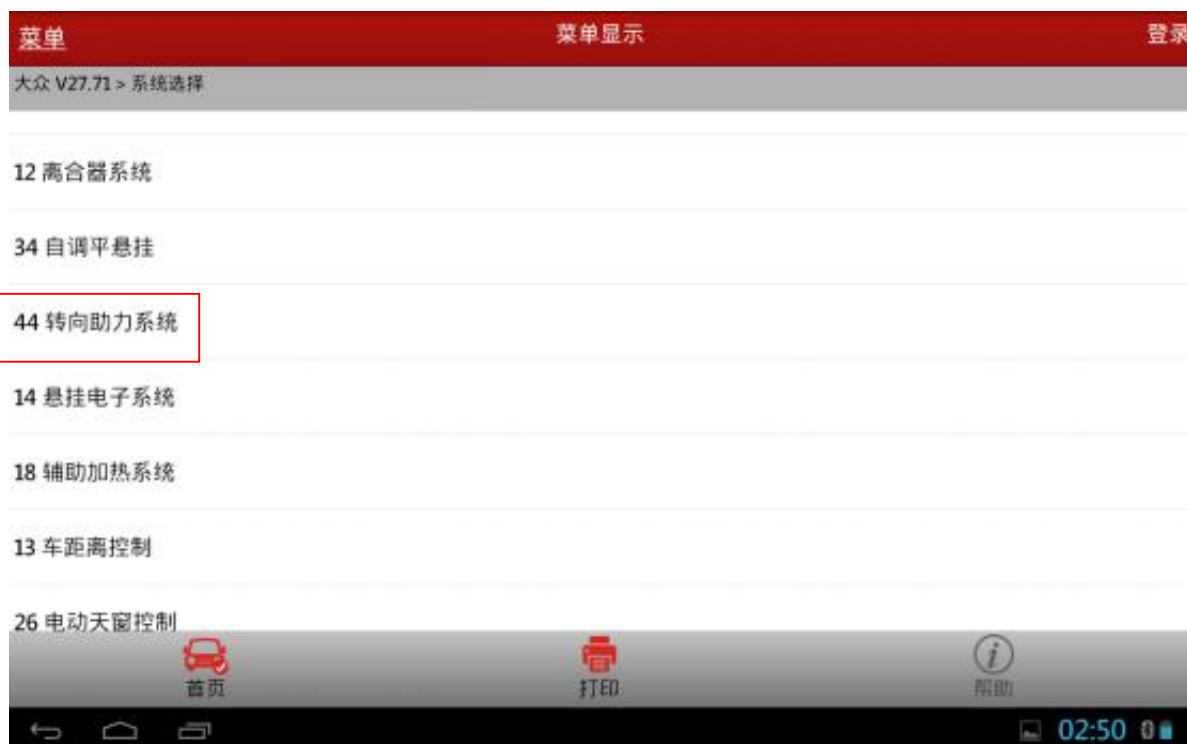 菜单 菜单显示 登录
大众 V27.71 > 系统选择
12 离合器系统
34 自调平悬挂
44 转向助力系统
14 悬挂电子系统
18 辅助加热系统
13 车距离控制
26 电动天窗控制
首页 打印 帮助
02:50